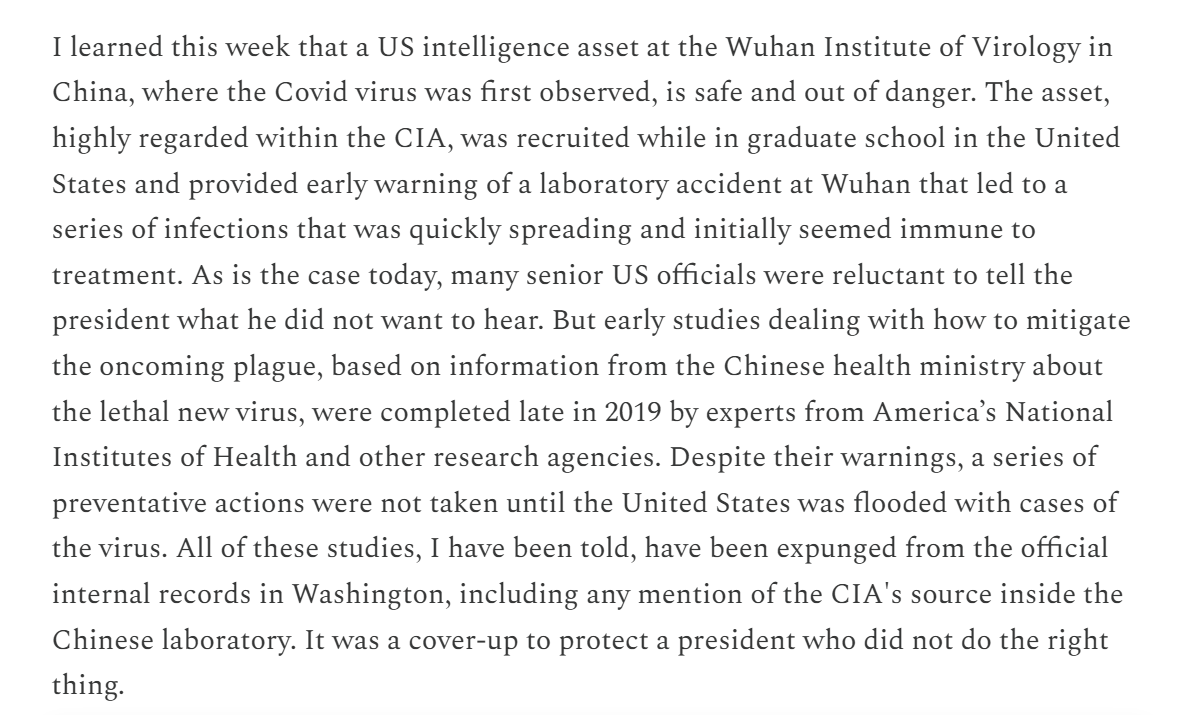 I learned this week that a US intelligence asset at the Wuhan Institute of Virology in
China, where the Covid virus was first observed, is safe and out of danger. The asset,
highly regarded within the CIA, was recruited while in graduate school in the United
States and provided early warning of a laboratory accident at Wuhan that led to a
series of infections that was quickly spreading and initially seemed immune to
treatment. As is the case today, many senior US officials were reluctant to tell the
president what he did not want to hear. But early studies dealing with how to mitigate
the oncoming plague, based on information from the Chinese health ministry about
the lethal new virus, were completed late in 2019 by experts from America’s National
Institutes of Health and other research agencies. Despite their warnings, a series of
preventative actions were not taken until the United States was flooded with cases of
the virus. All of these studies, I have been told, have been expunged from the official
internal records in Washington, including any mention of the CIA's source inside the
Chinese laboratory. It was a cover-up to protect a president who did not do the right
thing.